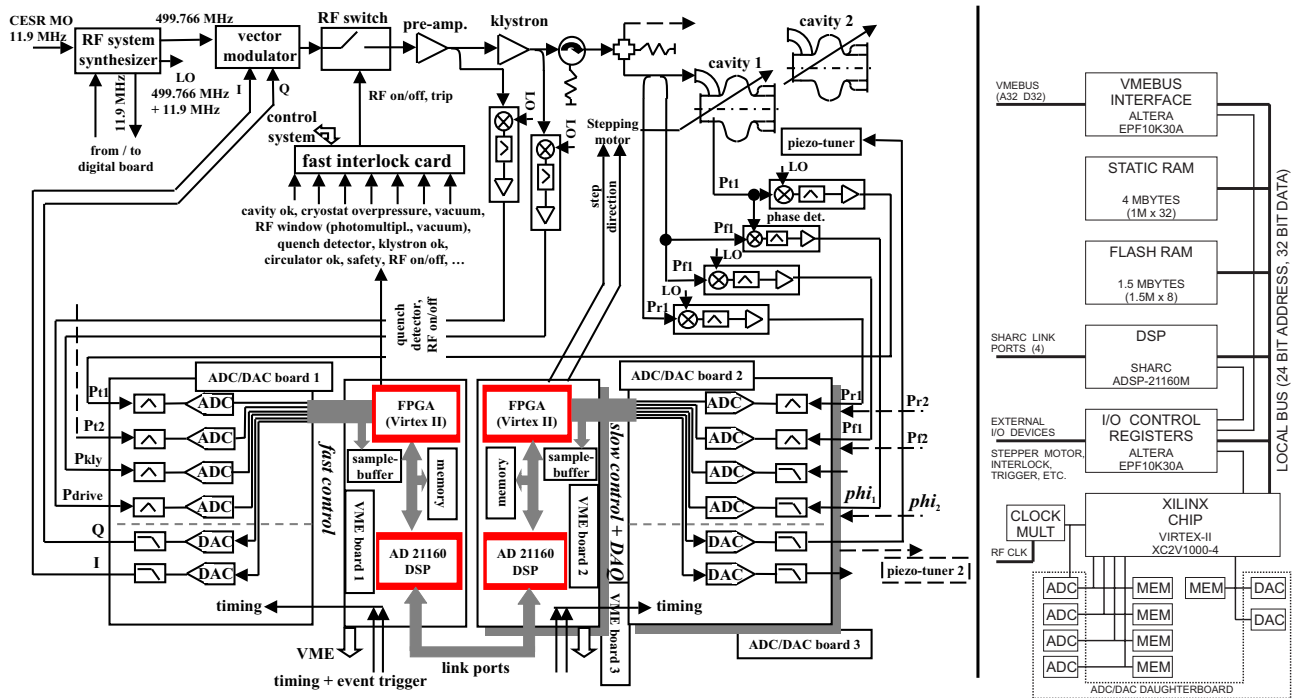 CESR MO
11.9 MHz
RF system
synthesizer
499.766 MHz
LO
499.766 MHz
+ 11.9 MHz
11.9 MHz
from / to
digital board
vector
modulator
I
Q
RF switch
RF on/off, trip
pre-amp.
klystron
LO
LO
cavity 2
cavity 1
control
system
fast interlock card
cavity ok, cryostat overpressure, vacuum,
RF window (photomultipl., vacuum),
quench detector, klystron ok,
circulator ok, safety, RF on/off, …
quench
detector,
RF on/off
Stepping
motor
step
direction
piezo-tuner
LO
Pt1
phase det.
Pf1
LO
Pf1
LO
Pr1
ADC/DAC board 1
Pt1
ADC
Pt2
ADC
Pkly
ADC
Pdrive
ADC
Q
DAC
I
DAC
timing
FPGA
(Virtex II)
sample-
buffer
memory
fast control
VME board 1
AD 21160
DSP
VME
timing + event trigger
link ports
FPGA
(Virtex II)
sample-
buffer
memory
slow control + DAQ
VME board 2
AD 21160
DSP
VME board 3
timing
ADC/DAC board 2
ADC
Pr1
Pr2
ADC
Pf1
Pf2
ADC
ADC
phi1
phi2
DAC
DAC
piezo-tuner 2
ADC/DAC board 3
VMEBUS
(A32 D32)
VMEBUS
INTERFACE
ALTERA
EPF10K30A
STATIC RAM
4 MBYTES
(1M x 32)
FLASH RAM
1.5 MBYTES
(1.5M x 8)
SHARC LINK
PORTS (4)
DSP
SHARC
ADSP-21160M
EXTERNAL
I/O DEVICES
STEPPER MOTOR,
INTERLOCK,
TRIGGER, ETC.
I/O CONTROL
REGISTERS
ALTERA
EPF10K30A
LOCAL BUS (24 BIT ADDRESS, 32 BIT DATA)
CLOCK
MULT
RF CLK
XILINX
CHIP
VIRTEX-II
XC2V1000-4
ADC
MEM
MEM
DAC
ADC
MEM
DAC
ADC
MEM
ADC
MEM
ADC/DAC DAUGHTERBOARD